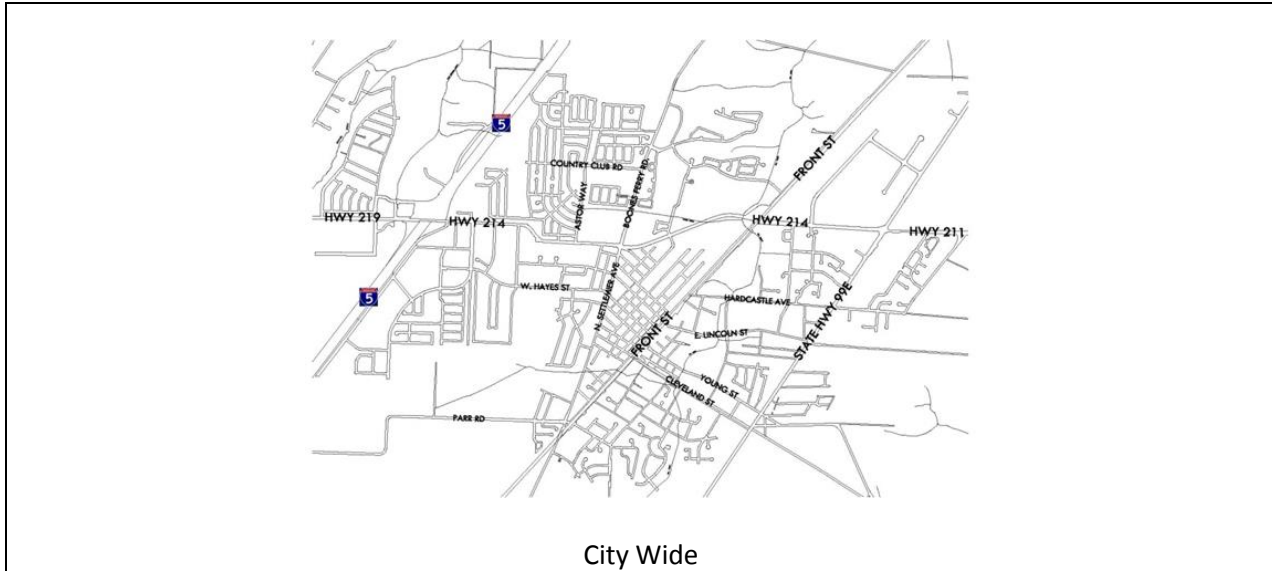 5
COUNTRY CLUB RD
FRONT ST
ASTOR WAY
BOONES FERRY RD.
HWY 219
HWY 214
HWY 214
HWY 211
5
W. HAYES ST
N. SETTLEMIER AVE
HARDCASTLE AVE
FRONT ST
E. LINCOLN ST
STATE HWY 99E
YOUNG ST
CLEVELAND ST
PARR RD
City Wide